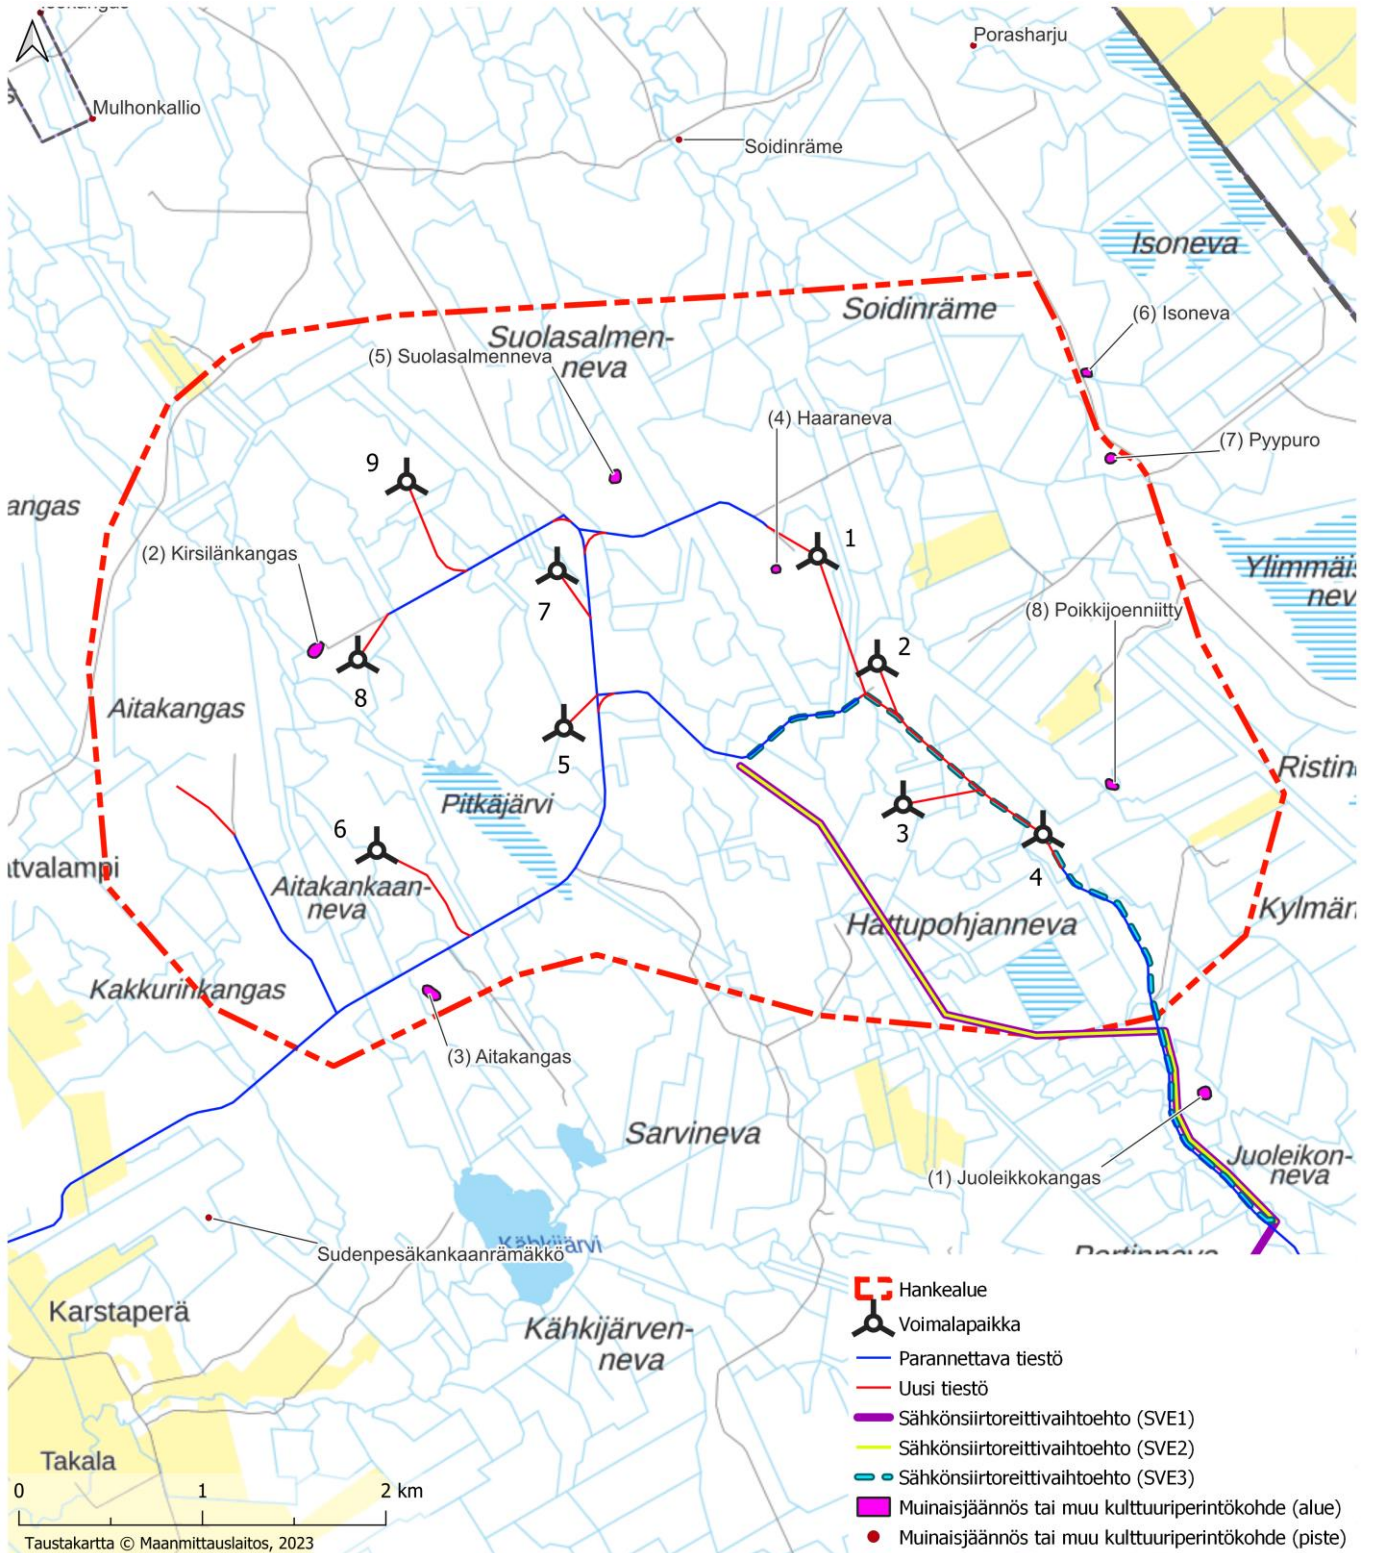 Mulhonkallio
Porasharju
Soidinräme
Isoneva
Soidinräme
(6) Isoneva
Suolasalmen-
neva
(5) Suolasalmenneva
(4) Haaraneva
(7) Pyypuro
9
angas
1
(2) Kirsilänkangas
7
(8) Poikkijoenniitty
2
8
Aitakangas
5
Pitkäjärvi
3
6
4
atvalampi
Aitakankaan-
neva
Hattupohjanneva
Kakkurinkangas
(3) Aitakangas
Sarvineva
(1) Juoleikkokangas
Juoleikon-
neva
Sudenpesäkankaanrämäkkö
Kähkijärvi
Karstaperä
Kähkijärven-
neva
Takala
Hankealue
Voimalapaikka
Parannettava tiestö
Uusi tiestö
Sähkönsiirtoreittivaihtoehto (SVE1)
Sähkönsiirtoreittivaihtoehto (SVE2)
Sähkönsiirtoreittivaihtoehto (SVE3)
Muinaisjäännös tai muu kulttuuriperintökohde (alue)
Muinaisjäännös tai muu kulttuuriperintökohde (piste)
0 1 2 km
Taustakartta © Maanmittauslaitos, 2023